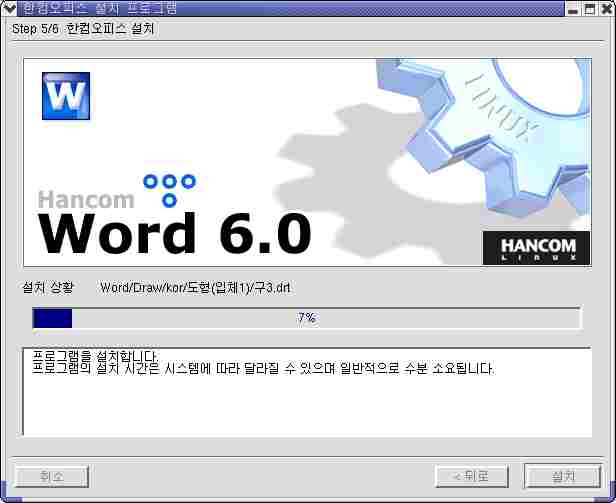 한컴오피스 설치 프로그램
Step 5/6 한컴오피스 설치
W
LINUX
Hancom
Word 6.0
HANCOM
LINUX
설치 상황 Word/Draw/kor/도형(입체1)/구3.drt
7%
프로그램을 설치합니다.
프로그램의 설치 시간은 시스템에 따라 달라질 수 있으며 일반적으로 수분 소요됩니다.
취소 < 뒤로 설치